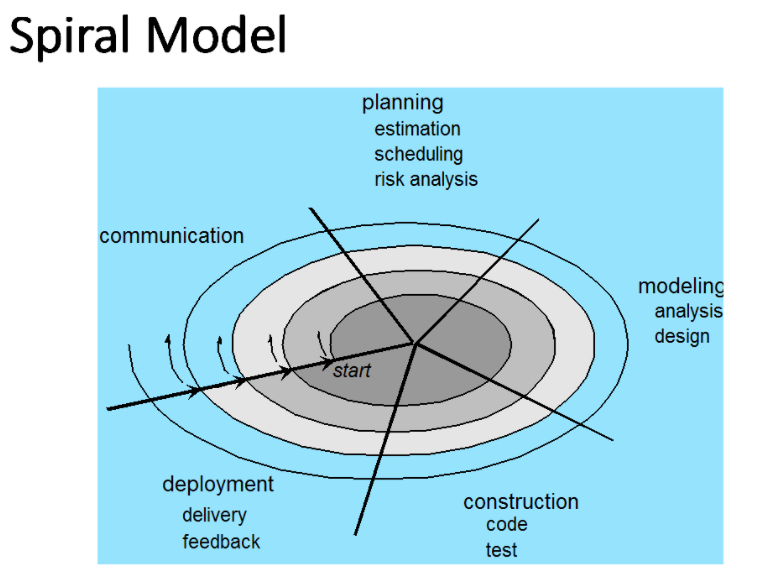 Spiral Model
planning
estimation
scheduling
risk analysis
communication
modeling
analysis
design
start
deployment
delivery
feedback
construction
code
test